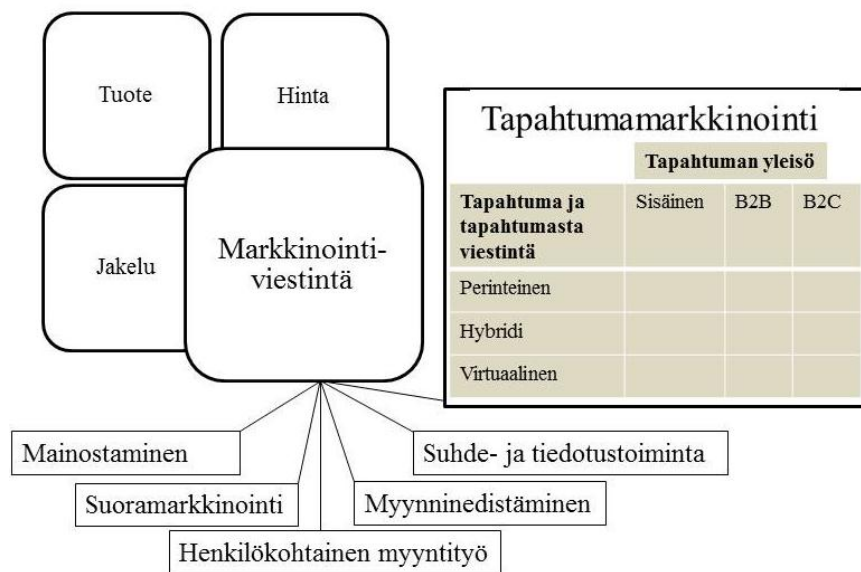 Tuote
Hinta
Jakelu
Markkinointi-
viestintä
Tapahtumamarkkinointi
Tapahtuman yleisö
Tapahtuma ja
tapahtumasta
viestintä
Sisäinen
B2B
B2C
Perinteinen
Hybridi
Virtuaalinen
Mainostaminen
Suhde- ja tiedotustoiminta
Suoramarkkinointi
Myynninedistäminen
Henkilökohtainen myyntityö